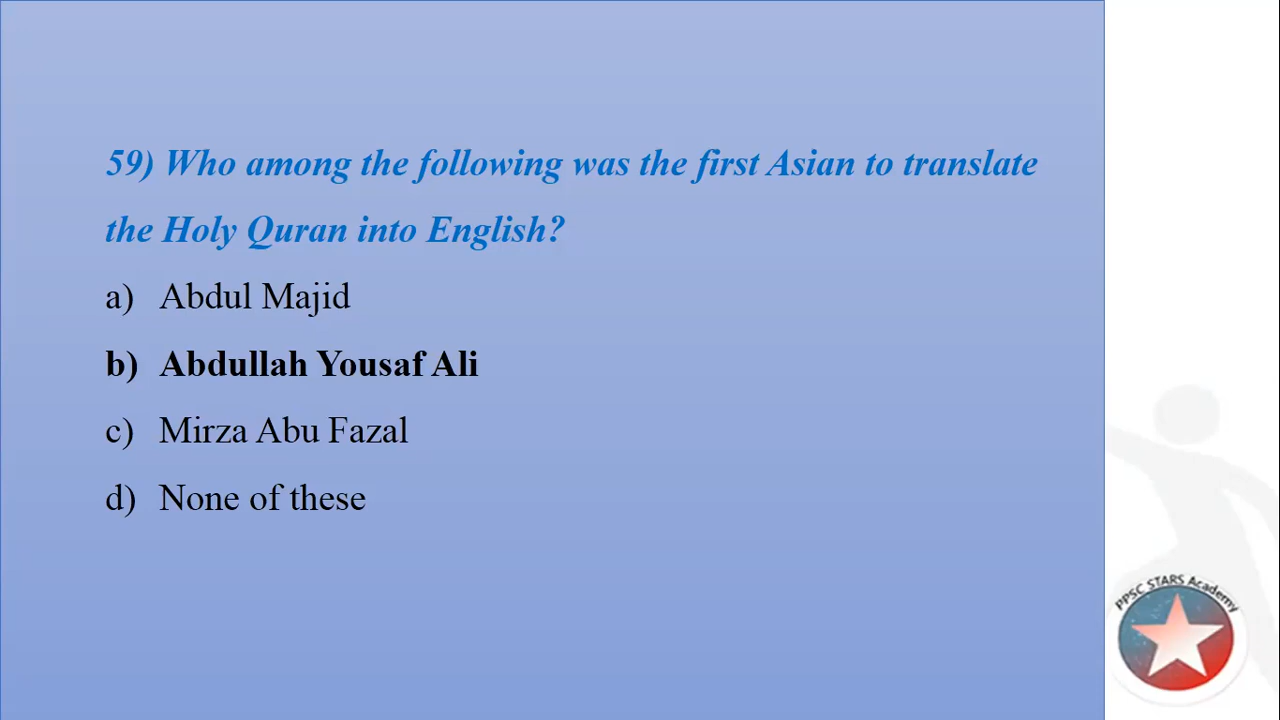 59) Who among the following was the first Asian to translate
the Holy Quran into English?
a) Abdul Majid
b) Abdullah Yousaf Ali
c) Mirza Abu Fazal
d) None of these
PPSC STARS Academy